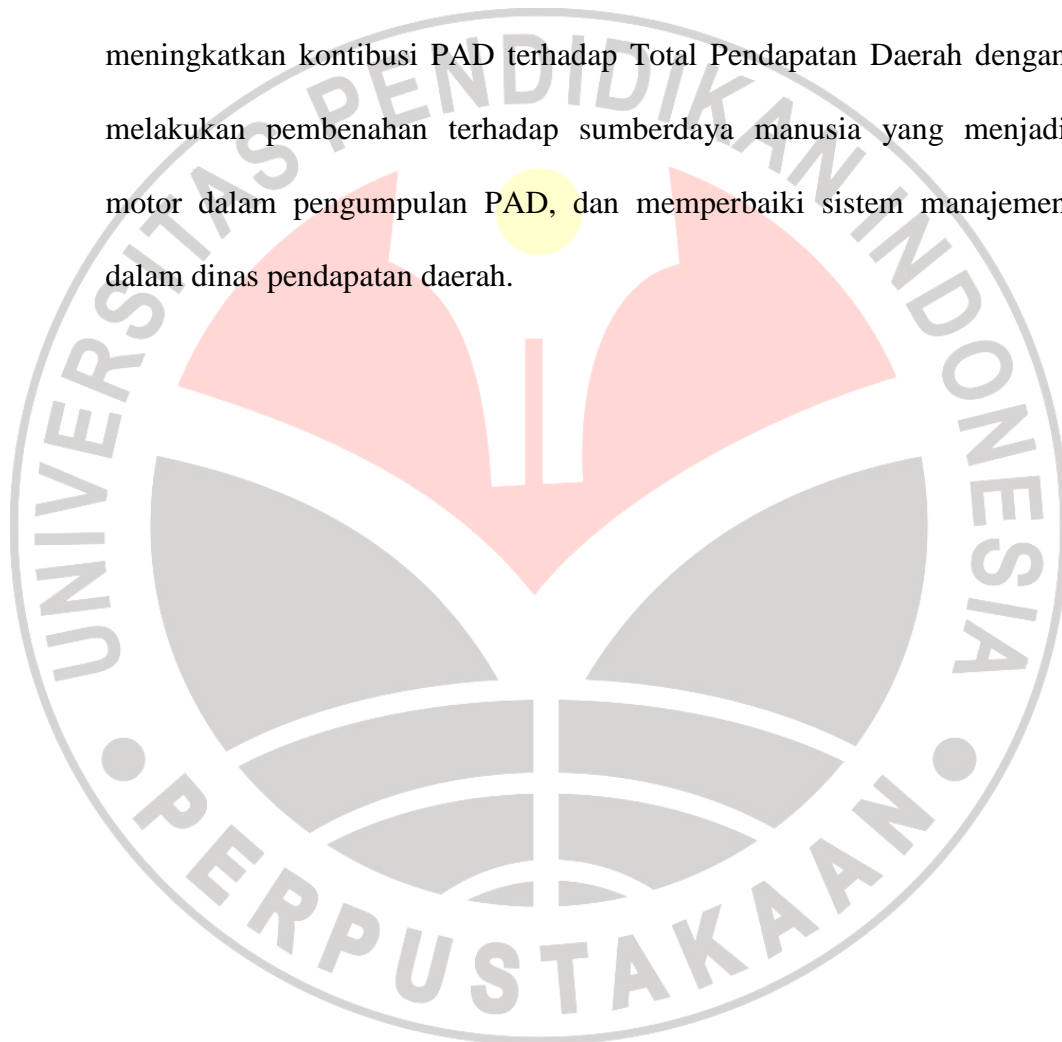 meningkatkan kontibusi PAD terhadap Total Pendapatan Daerah dengan
melakukan pembenahan terhadap sumberdaya manusia yang menjadi
motor dalam pengumpulan PAD, dan memperbaiki sistem manajemen
dalam dinas pendapatan daerah.
UNIVERSITAS PENDIDIKAN INDONESIA
PERPUSTAKAAN